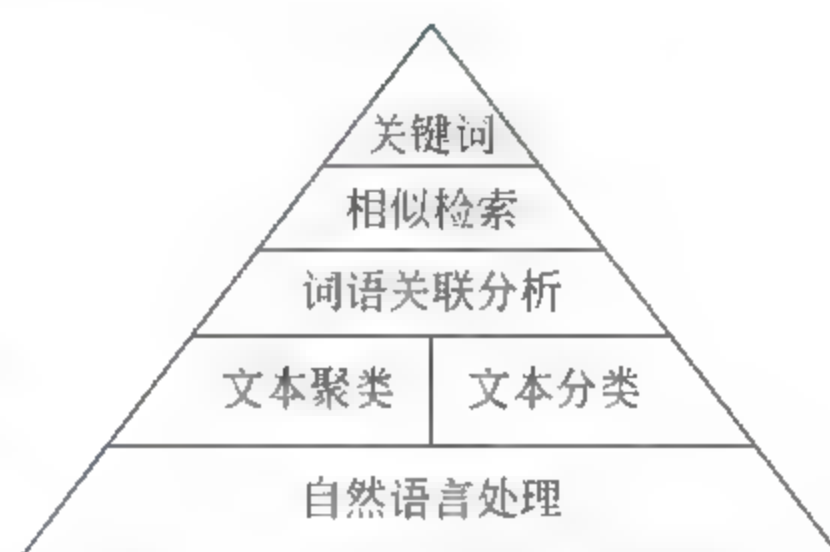 关键词
相似检索
词语关联分析
文本聚类 文本分类
自然语言处理